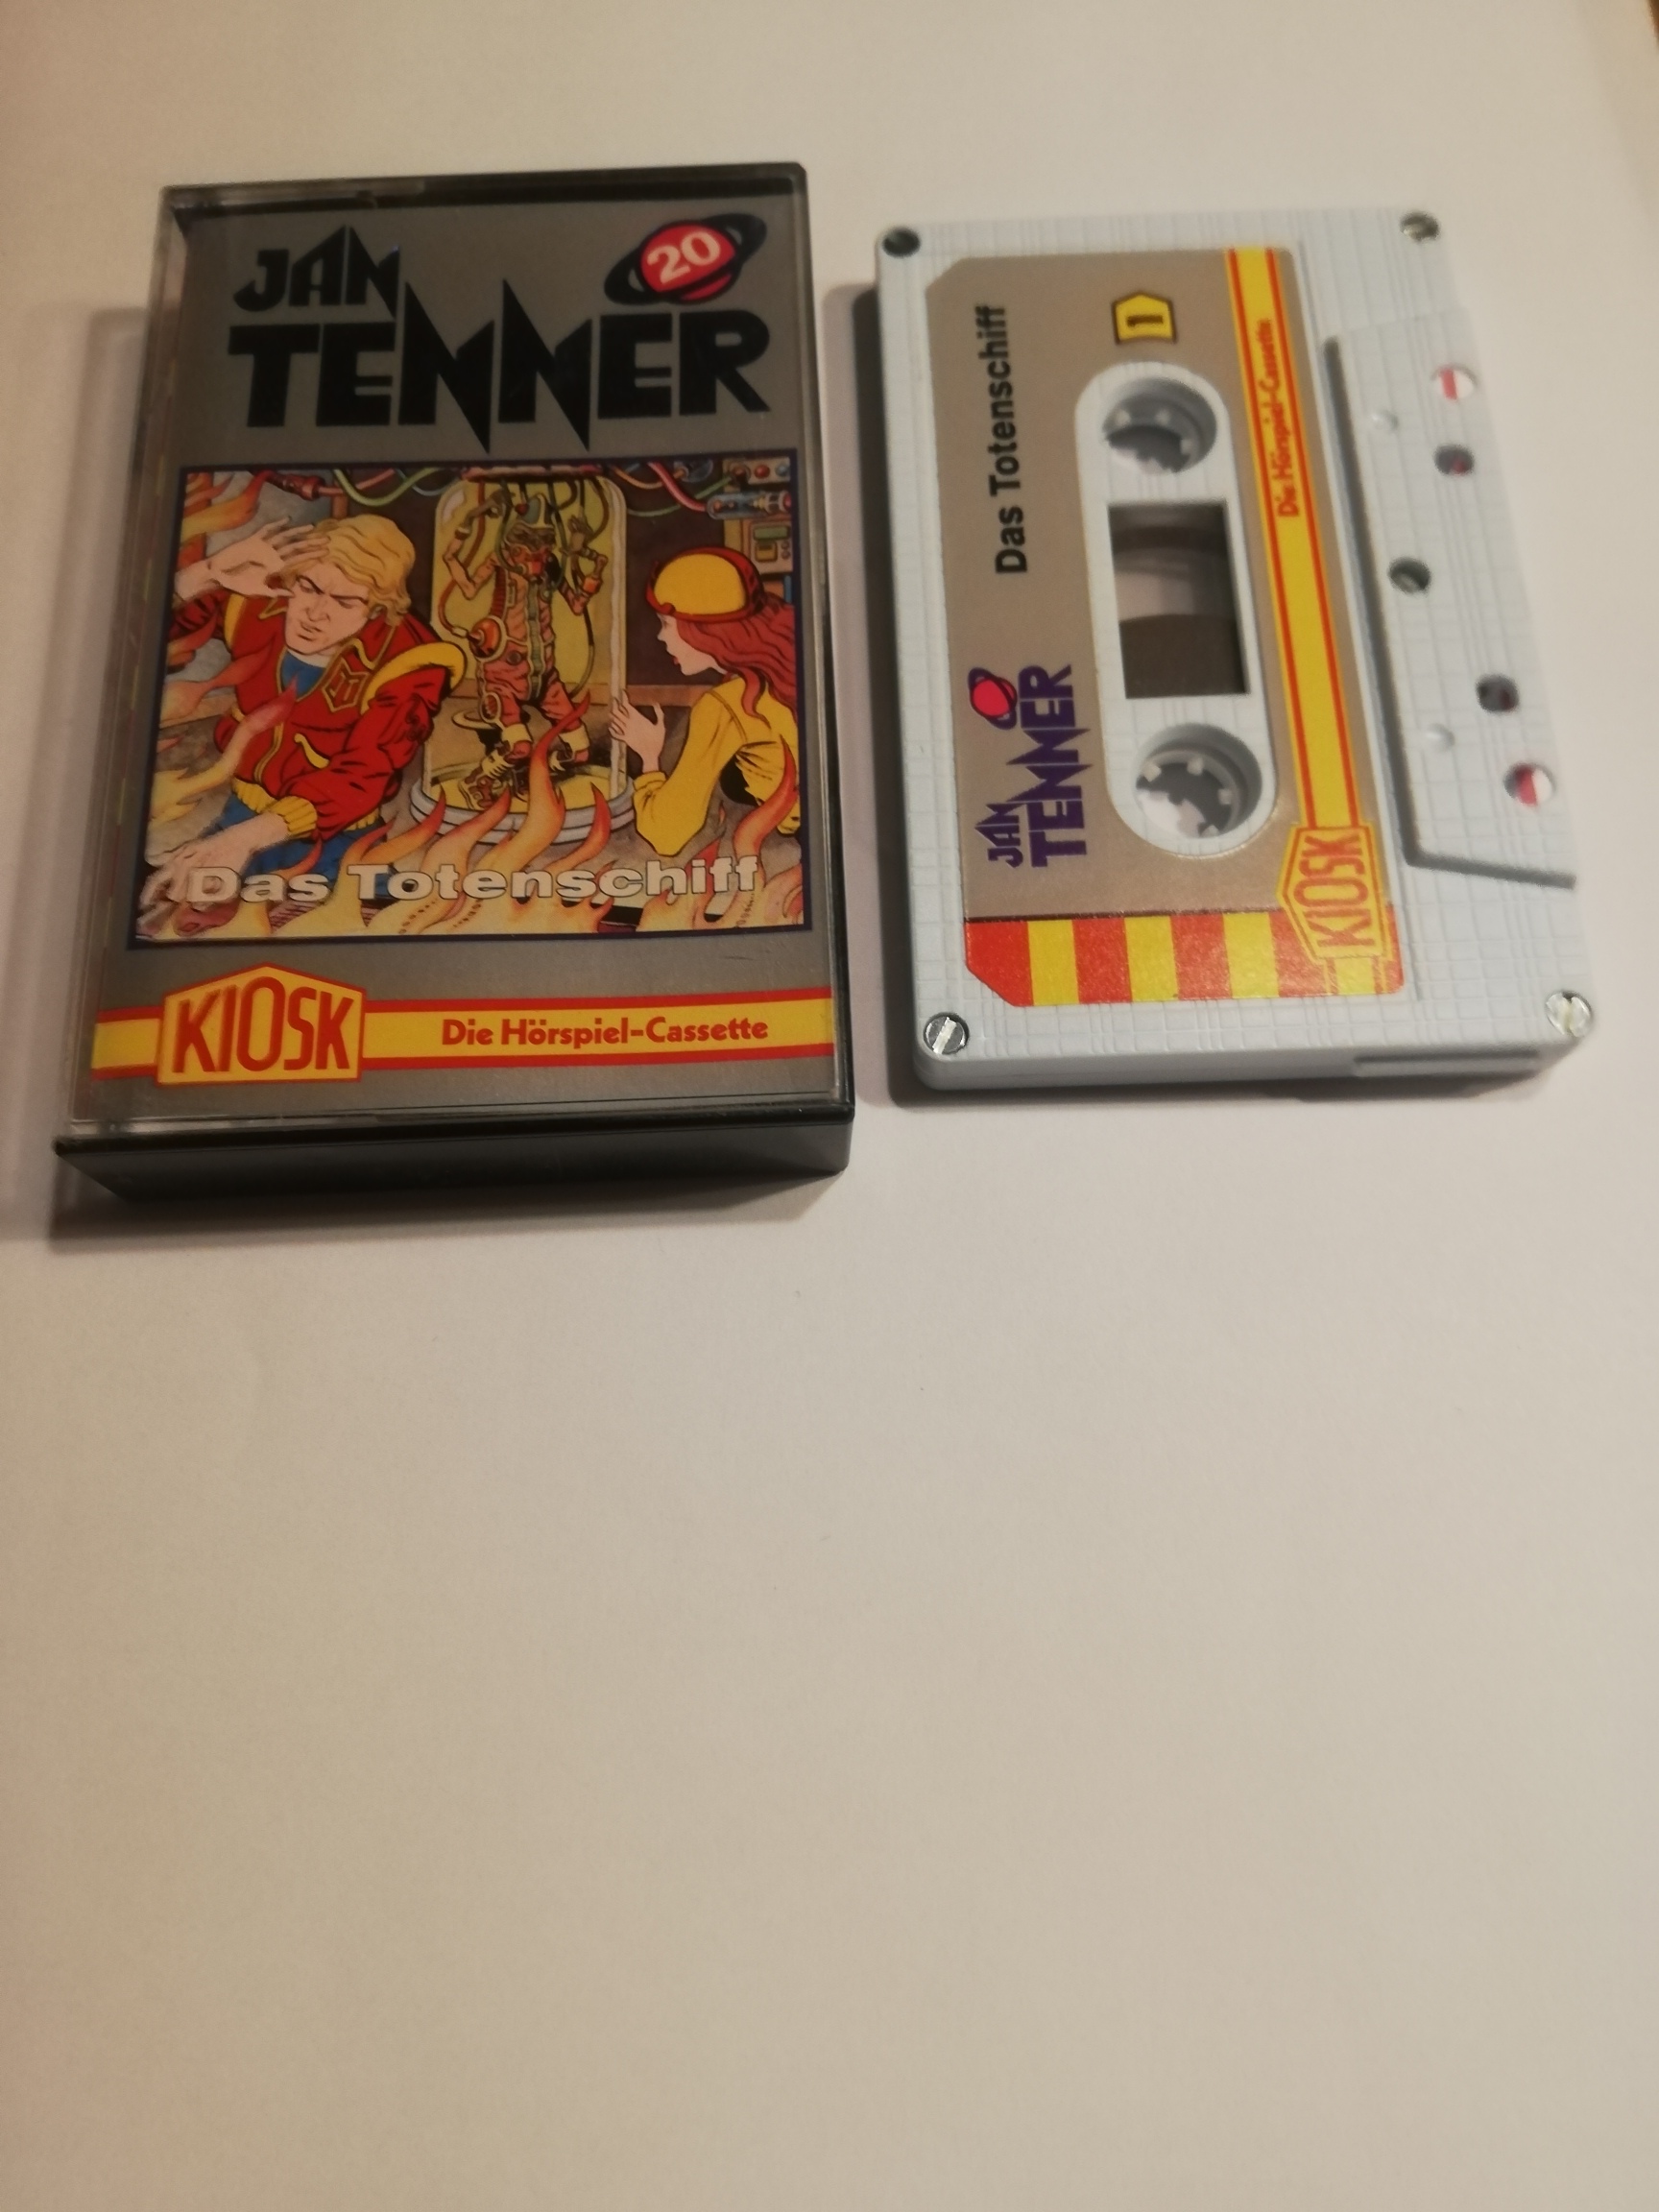 JAN
20
TENNER
Das Totenschiff
KIOSK
Die Hörspiel-Cassette
JAN
TENNER
Das Totenschiff
1
KIOSK
Die Hörspiel-Cassette